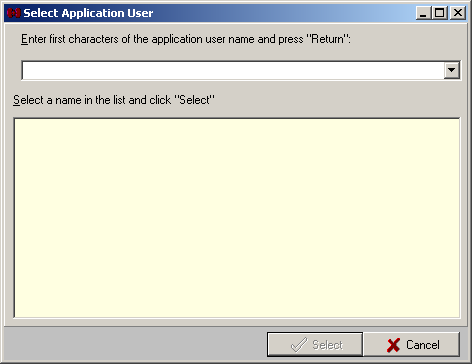 Select Application User
Enter first characters of the application user name and press "Return":
Select a name in the list and click "Select"
Select
Cancel